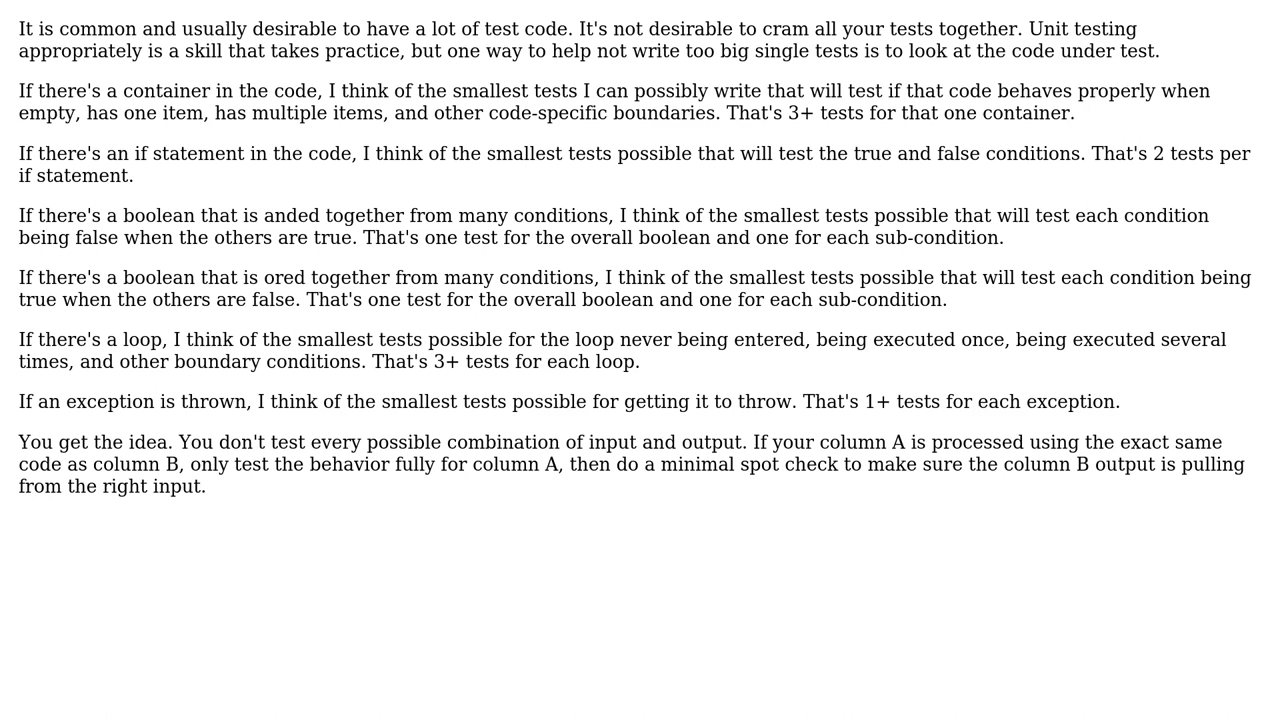 It is common and usually desirable to have a lot of test code. It's not desirable to cram all your tests together. Unit testing
appropriately is a skill that takes practice, but one way to help not write too big single tests is to look at the code under test.
If there's a container in the code, I think of the smallest tests I can possibly write that will test if that code behaves properly when
empty, has one item, has multiple items, and other code-specific boundaries. That's 3+ tests for that one container.
If there's an if statement in the code, I think of the smallest tests possible that will test the true and false conditions. That's 2 tests per
if statement.
If there's a boolean that is anded together from many conditions, I think of the smallest tests possible that will test each condition
being false when the others are true. That's one test for the overall boolean and one for each sub-condition.
If there's a boolean that is ored together from many conditions, I think of the smallest tests possible that will test each condition being
true when the others are false. That's one test for the overall boolean and one for each sub-condition.
If there's a loop, I think of the smallest tests possible for the loop never being entered, being executed once, being executed several
times, and other boundary conditions. That's 3+ tests for each loop.
If an exception is thrown, I think of the smallest tests possible for getting it to throw. That's 1+ tests for each exception.
You get the idea. You don't test every possible combination of input and output. If your column A is processed using the exact same
code as column B, only test the behavior fully for column A, then do a minimal spot check to make sure the column B output is pulling
from the right input.